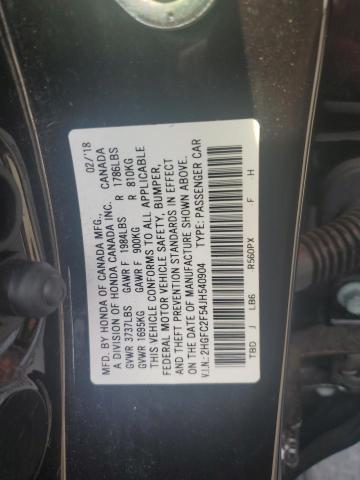 MFD. BY HONDA OF CANADA MFG., 02/18
A DIVISION OF HONDA CANADA INC. CANADA
GVWR 3737LBS GAWR F 1984LBS R 1786LBS
GVWR 1695KG GAWR F 900KG R 810KG
THIS VEHICLE CONFORMS TO ALL APPLICABLE
FEDERAL MOTOR VEHICLE SAFETY, BUMPER,
AND THEFT PREVENTION STANDARDS IN EFFECT
ON THE DATE OF MANUFACTURE SHOWN ABOVE.
V.I.N.: 2HGFC2F54JH540904 TYPE: PASSENGER CAR
R560PX F H
TBD J LB6